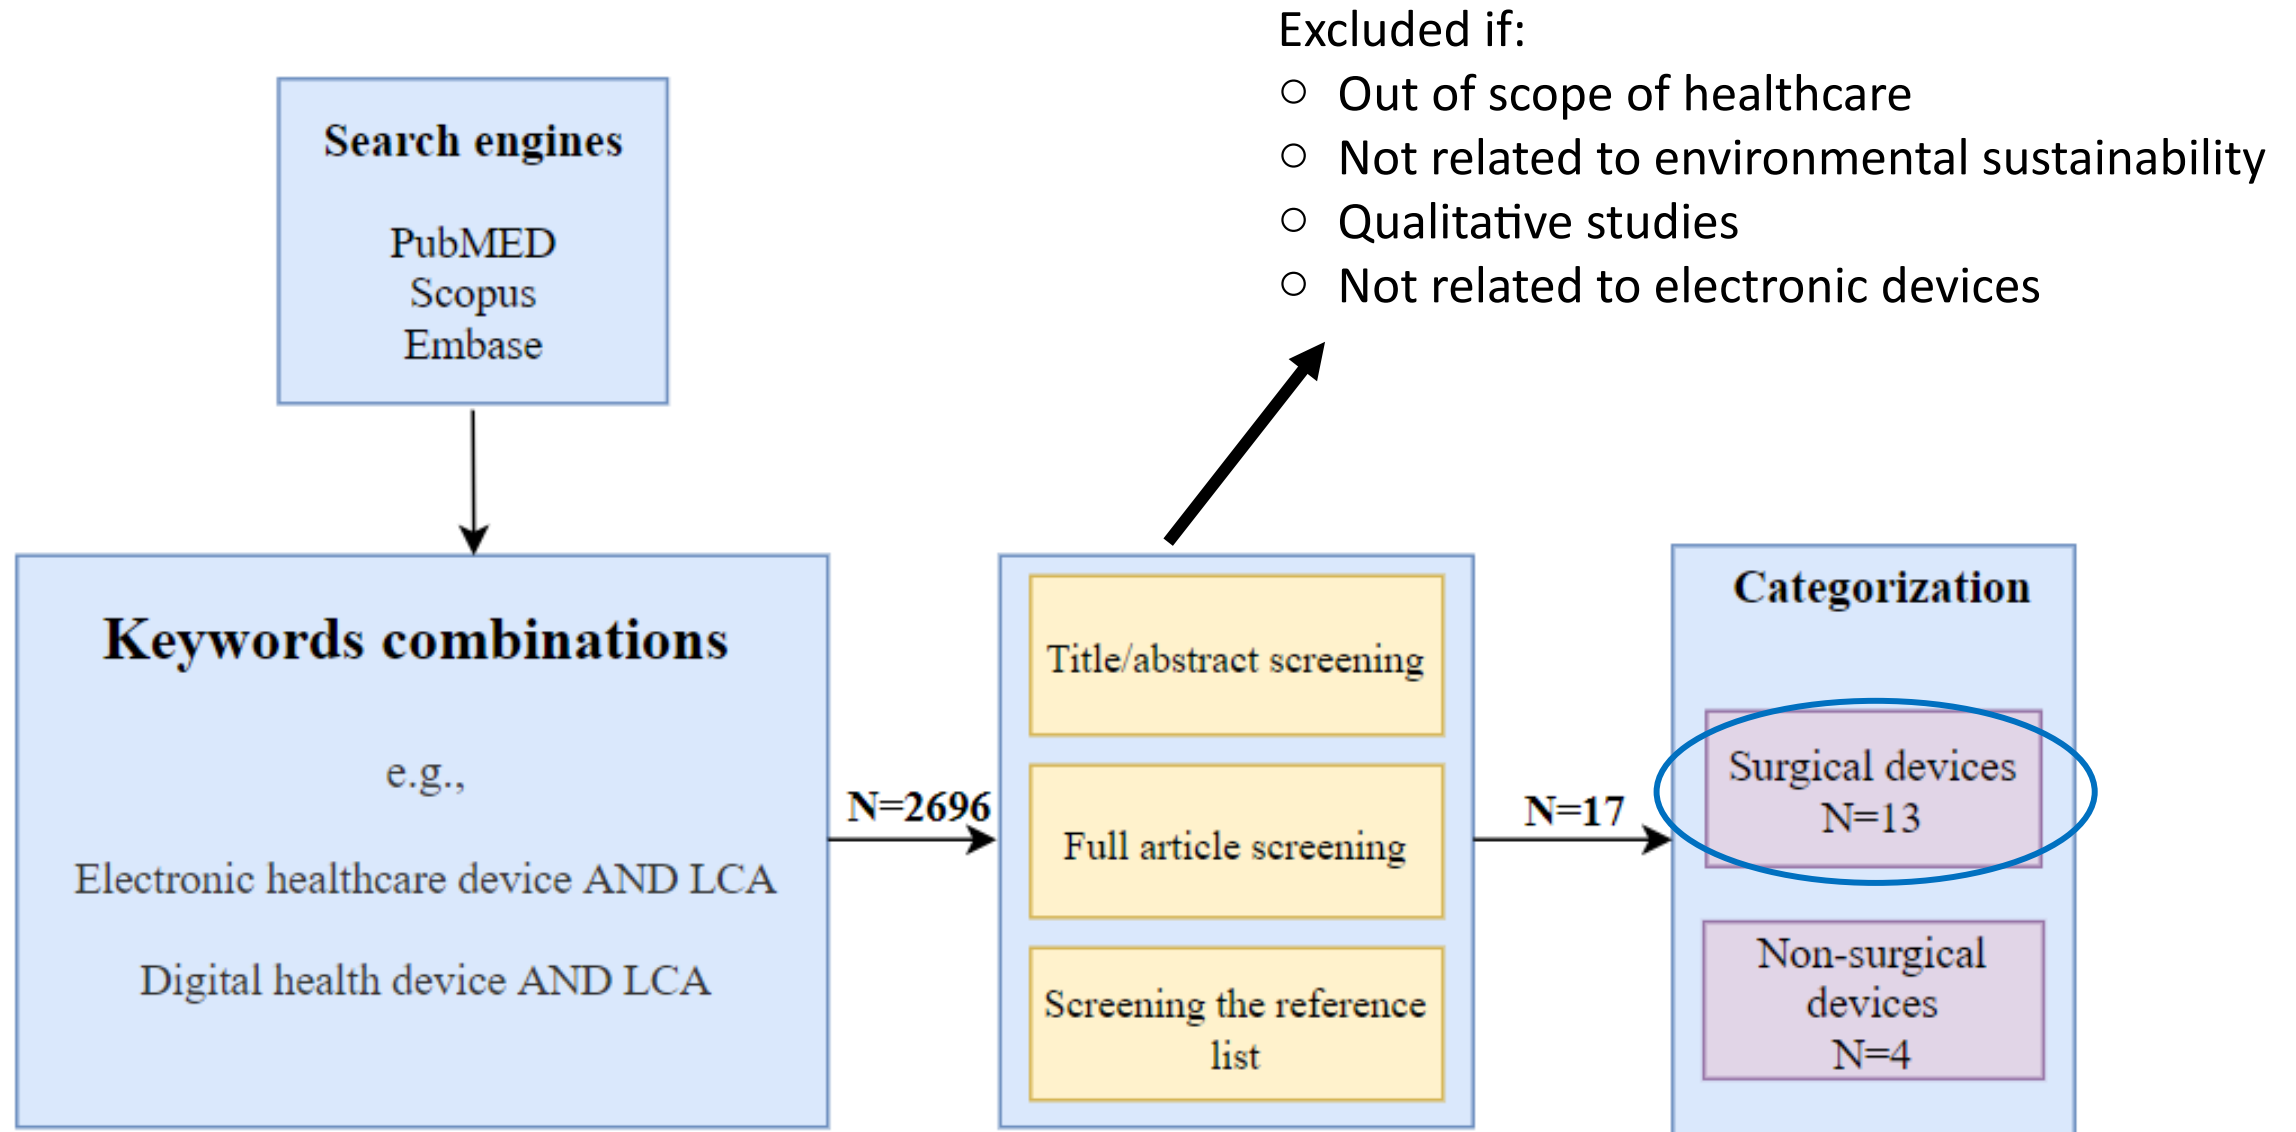 Excluded if:
○ Out of scope of healthcare
○ Not related to environmental sustainability
○ Qualitative studies
○ Not related to electronic devices
Search engines
PubMED
Scopus
Embase
Keywords combinations
e.g.,
Electronic healthcare device AND LCA
Digital health device AND LCA
N=2696
Title/abstract screening
Full article screening
Screening the reference
list
N=17
Categorization
Surgical devices
N=13
Non-surgical
devices
N=4